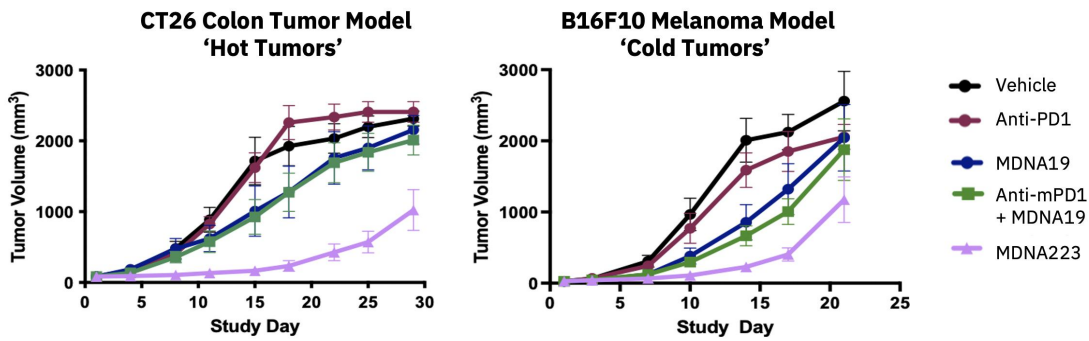 CT26 Colon Tumor Model
‘Hot Tumors’
Tumor Volume (mm³)
3000
2000
1000
0
0 5 10 15 20 25 30
Study Day
B16F10 Melanoma Model
‘Cold Tumors’
Tumor Volume (mm³)
3000
2000
1000
0
0 5 10 15 20 25
Study Day
Vehicle
Anti-PD1
MDNA19
Anti-mPD1
+ MDNA19
MDNA223